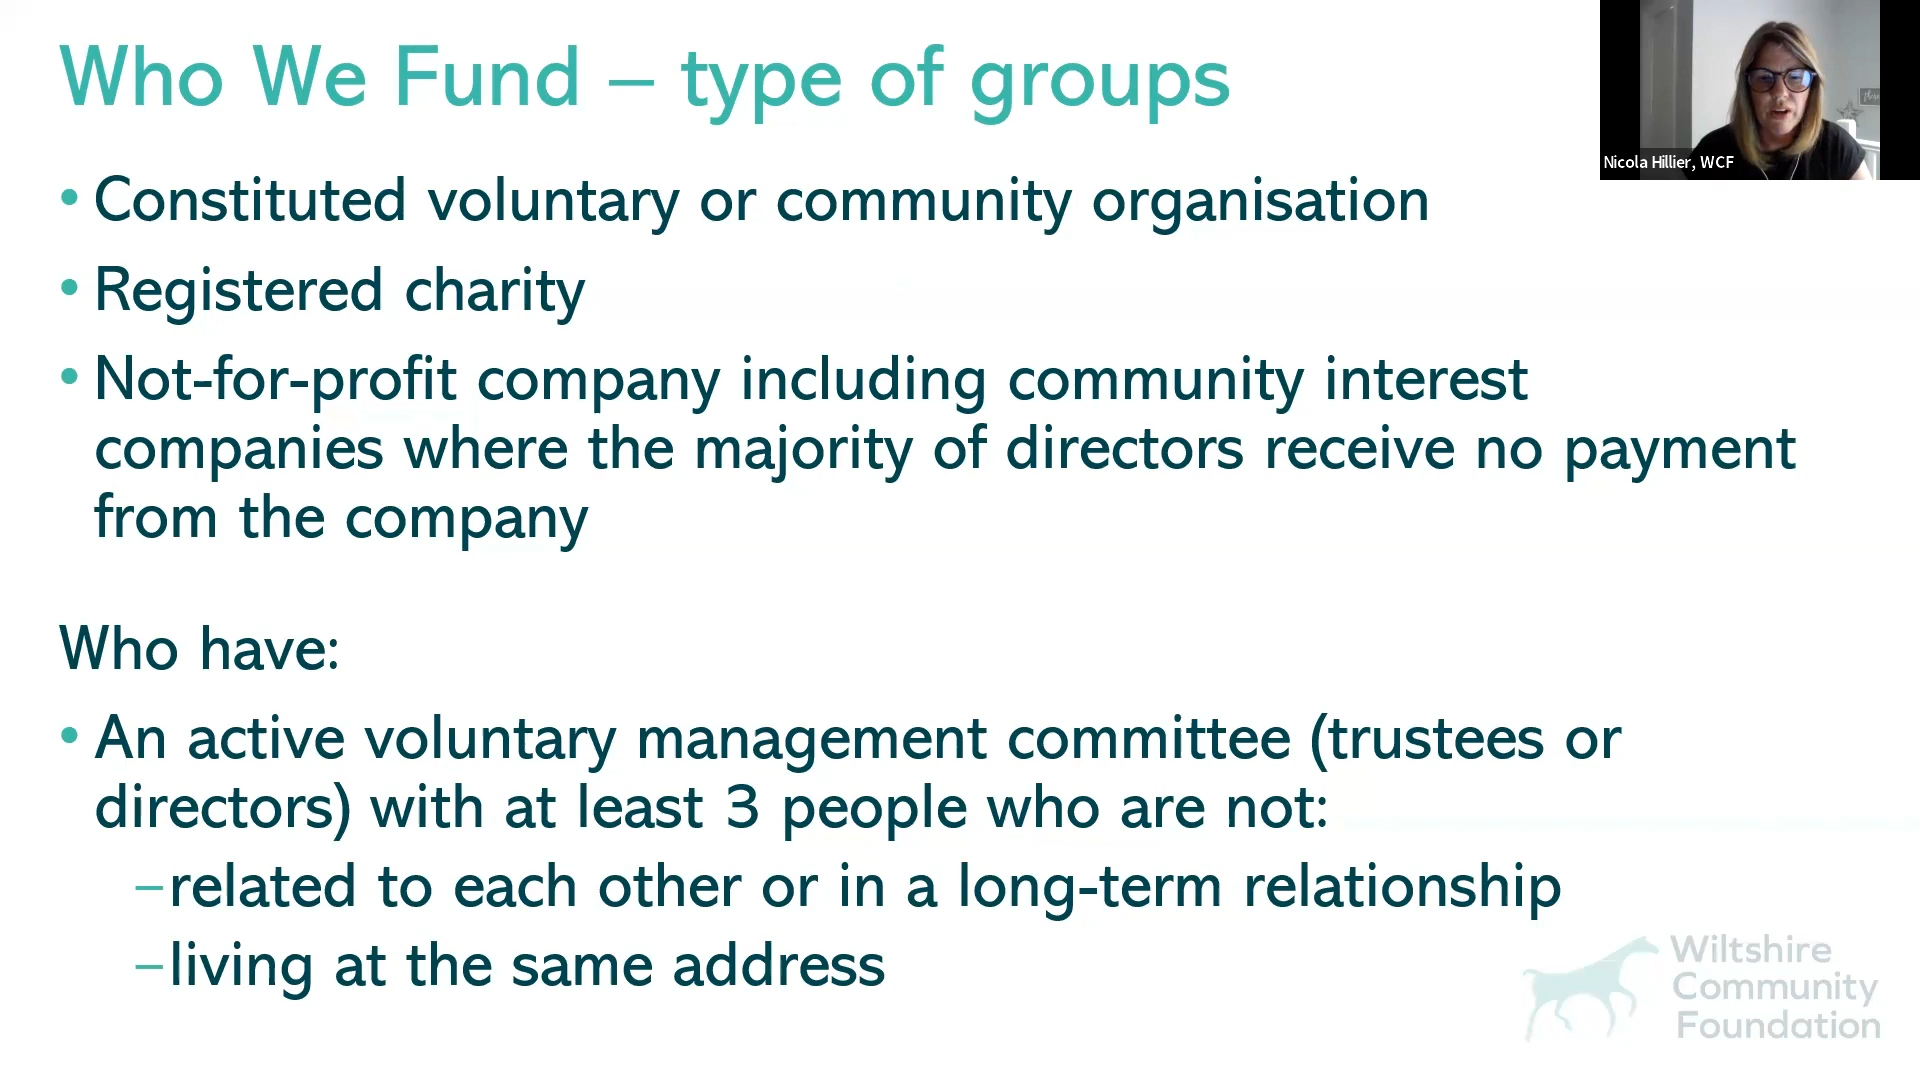 Who We Fund – type of groups
• Constituted voluntary or community organisation
• Registered charity
• Not-for-profit company including community interest
companies where the majority of directors receive no payment
from the company
Who have:
• An active voluntary management committee (trustees or
directors) with at least 3 people who are not:
–related to each other or in a long-term relationship
–living at the same address
Nicola Hillier, WCF
Wiltshire
Community
Foundation